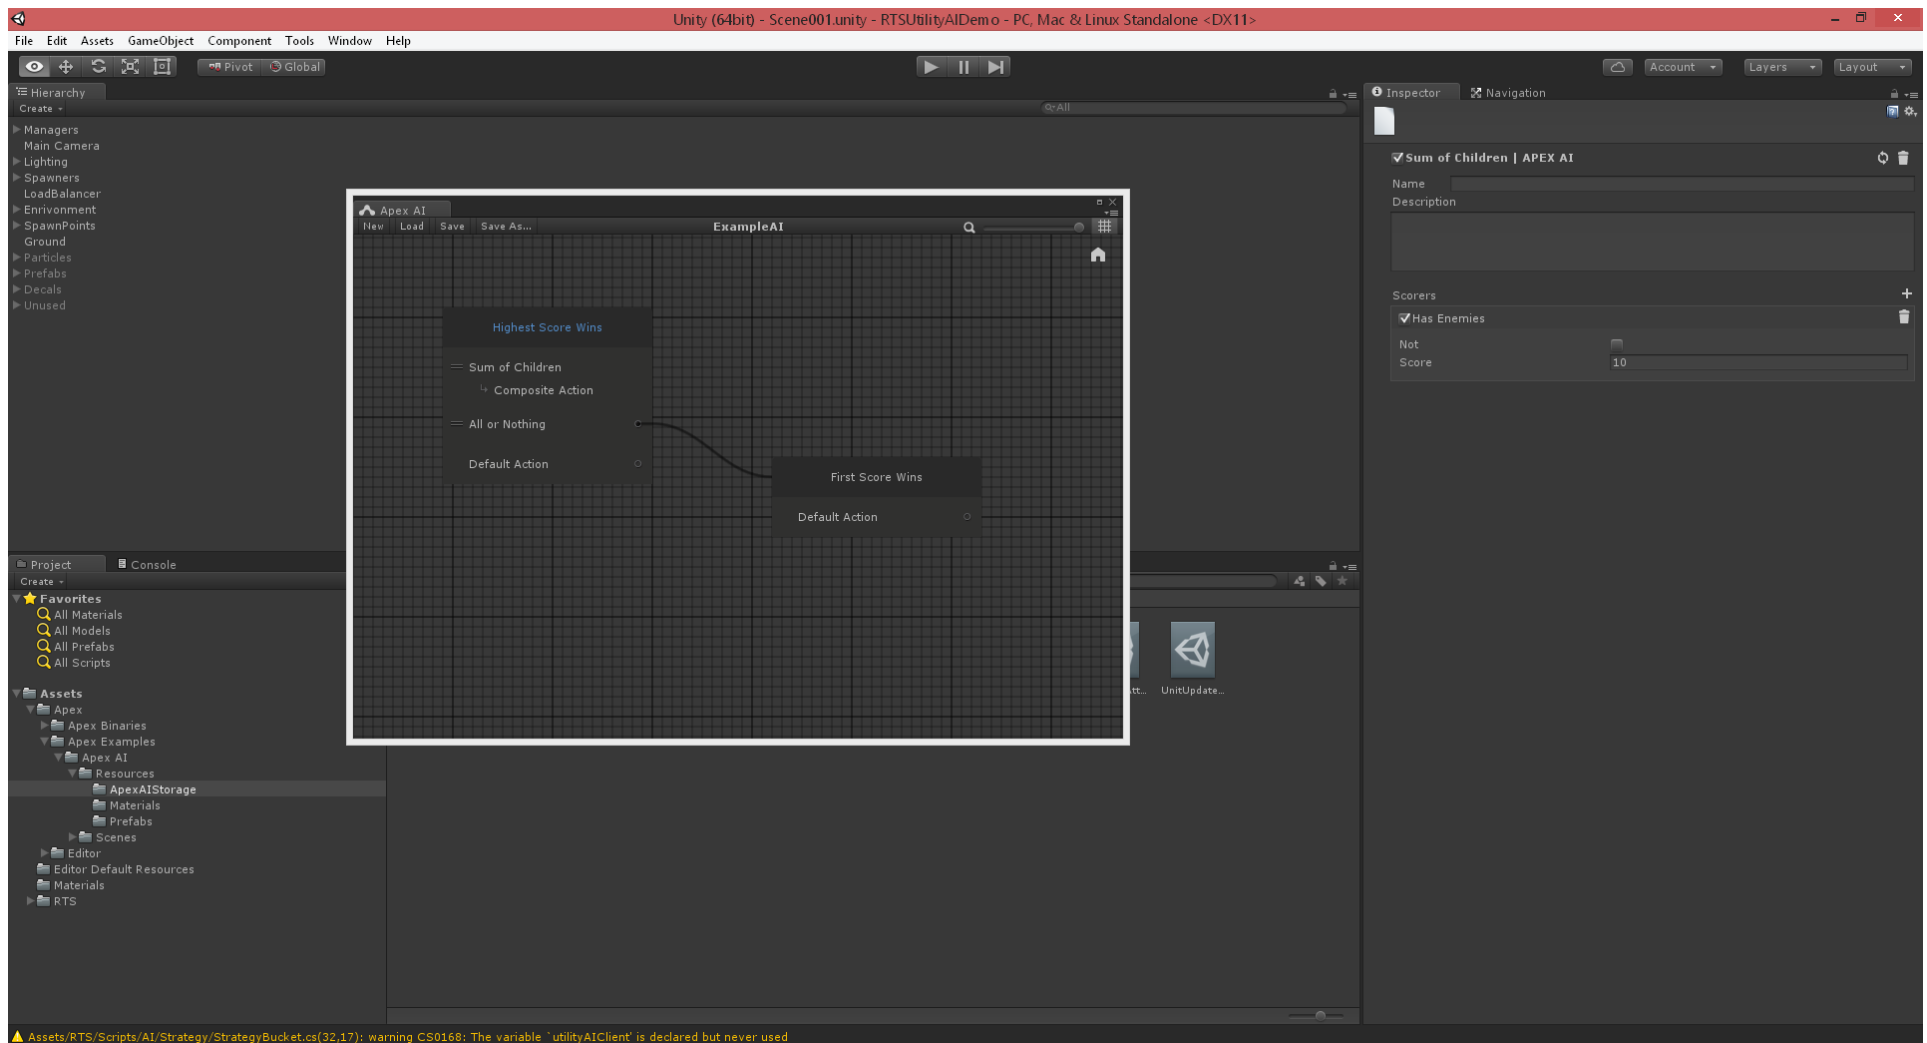 Unity (64bit) - Scene001.unity - RTSUtilityAIDemo - PC, Mac & Linux Standalone <DX11>
File Edit Assets GameObject Component Tools Window Help
Pivot Global Account Layers Layout
Hierarchy
Create
All
Managers
Main Camera
Lighting
Spawners
LoadBalancer
Enrivonment
SpawnPoints
Ground
Particles
Prefabs
Decals
Unused
Apex AI
New Load Save Save As... ExampleAI
Highest Score Wins
Sum of Children
Composite Action
All or Nothing
Default Action
First Score Wins
Default Action
Inspector Navigation
Sum of Children | APEX AI
Name
Description
Scorers
Has Enemies
Not
Score 10
Project Console
Create
Favorites
All Materials
All Models
All Prefabs
All Scripts
Assets
Apex
Apex Binaries
Apex Examples
Apex AI
Resources
ApexAIStorage
Materials
Prefabs
Scenes
Editor
Editor Default Resources
Materials
RTS
tt... UnitUpdate...
Assets/RTS/Scripts/AI/Strategy/StrategyBucket.cs(32,17): warning CS0168: The variable `utilityAIClient' is declared but never used